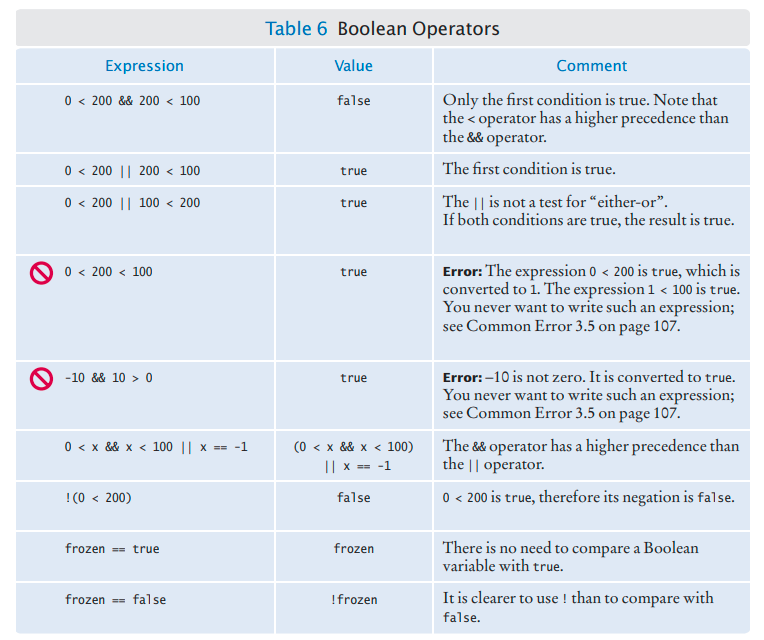 Table 6 Boolean Operators
Expression Value Comment
0 < 200 && 200 < 100 false Only the first condition is true. Note that
the < operator has a higher precedence than
the && operator.
0 < 200 || 200 < 100 true The first condition is true.
0 < 200 || 100 < 200 true The || is not a test for “either-or”.
If both conditions are true, the result is true.
0 < 200 < 100 true Error: The expression 0 < 200 is true, which is
converted to 1. The expression 1 < 100 is true.
You never want to write such an expression;
see Common Error 3.5 on page 107.
-10 && 10 > 0 true Error: –10 is not zero. It is converted to true.
You never want to write such an expression;
see Common Error 3.5 on page 107.
0 < x && x < 100 || x == -1 (0 < x && x < 100) The && operator has a higher precedence than
|| x == -1 the || operator.
!(0 < 200) false 0 < 200 is true, therefore its negation is false.
frozen == true frozen There is no need to compare a Boolean
variable with true.
frozen == false !frozen It is clearer to use ! than to compare with
false.